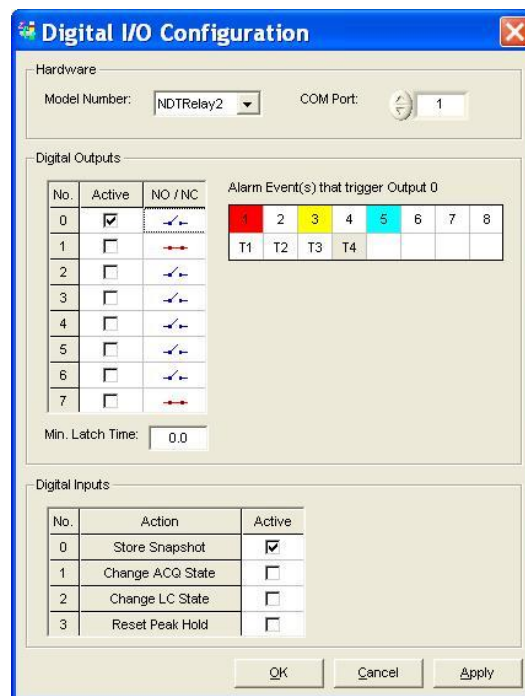 Digital I/O Configuration
Hardware
Model Number: NDTRelay2 COM Port: 1
Digital Outputs
Alarm Event(s) that trigger Output 0
No. Active NO / NC
0
1
2
3
4
5
6
7
1 2 3 4 5 6 7 8
T1 T2 T3 T4
Min. Latch Time: 0.0
Digital Inputs
No. Action Active
0 Store Snapshot
1 Change ACQ State
2 Change LC State
3 Reset Peak Hold
OK Cancel Apply